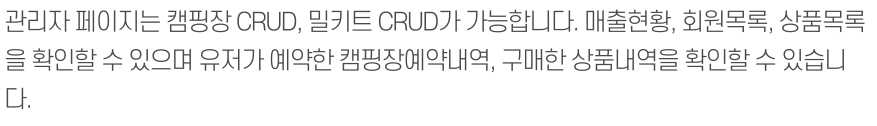 관리자 페이지는 캠핑장 CRUD, 밀키트 CRUD가 가능합니다. 매출현황, 회원목록, 상품목록
을 확인할 수 있으며 유저가 예약한 캠핑장예약내역, 구매한 상품내역을 확인할 수 있습니
다.